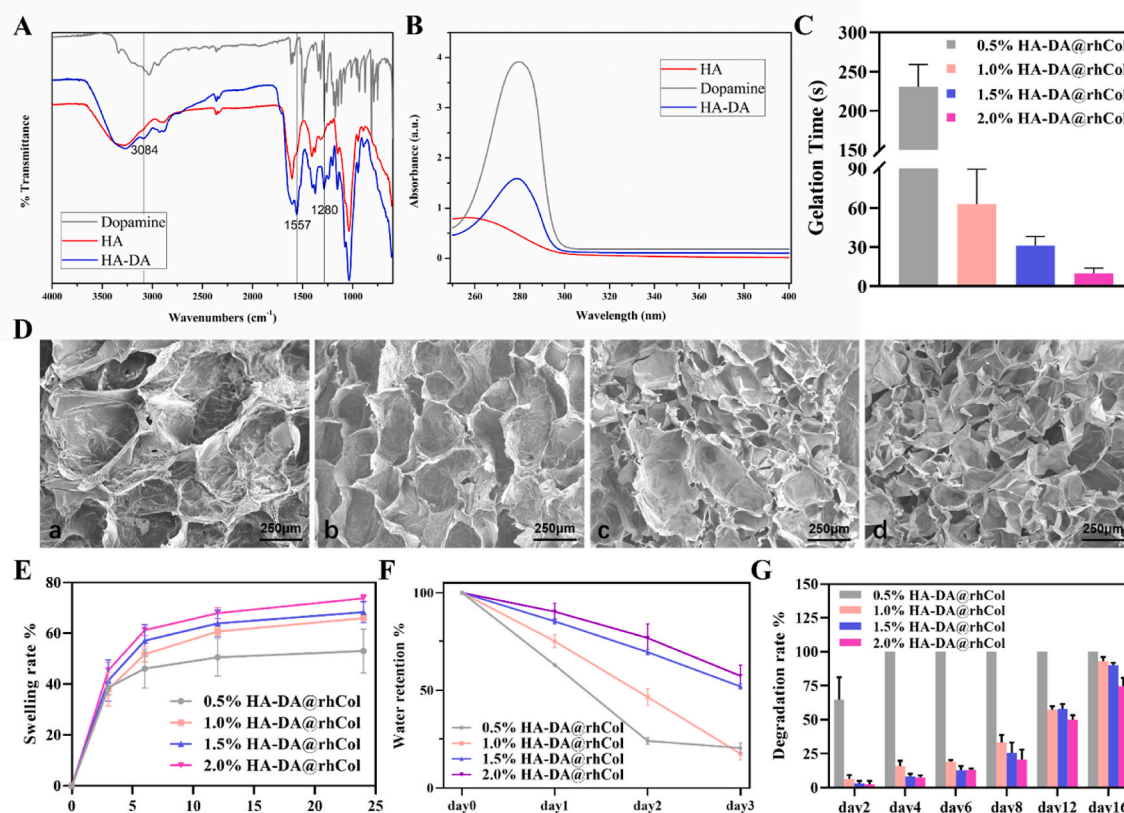 A
% Transmittance
3084
1557
1280
Dopamine
HA
HA-DA
4000
3500
3000
2500
2000
1500
1000
Wavenumbers (cm-1)
B
Absorbance (a.u.)
5
4
3
2
1
0
HA
Dopamine
HA-DA
260
280
300
320
340
360
380
400
Wavelength (nm)
C
Gelation Time (s)
300
250
200
150
90
60
30
0
0.5% HA-DA@rhCol
1.0% HA-DA@rhCol
1.5% HA-DA@rhCol
2.0% HA-DA@rhCol
D
a
250μm
b
250μm
c
250μm
d
250μm
E
Swelling rate %
80
60
40
20
0
0.5% HA-DA@rhCol
1.0% HA-DA@rhCol
1.5% HA-DA@rhCol
2.0% HA-DA@rhCol
0
5
10
15
20
25
F
Water retention %
100
75
50
25
0
0.5% HA-DA@rhCol
1.0% HA-DA@rhCol
1.5% HA-DA@rhCol
2.0% HA-DA@rhCol
day0
day1
day2
day3
G
Degradation rate %
150
125
100
75
50
25
0
0.5% HA-DA@rhCol
1.0% HA-DA@rhCol
1.5% HA-DA@rhCol
2.0% HA-DA@rhCol
day2
day4
day6
day8
day12
day16